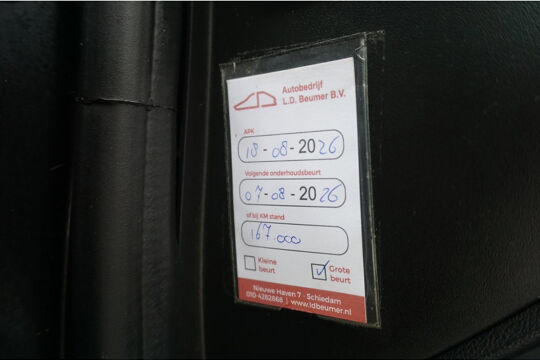 Autobedrijf
L.D. Beumer B.V.
APK
18-08-2026
Volgende onderhoudsbeurt
07-08-2026
of bij KM stand
167.000
Kleine beurt
Grote beurt
Nieuwe Haven 7 - Schiedam
010-4262868 | www.ldbeumer.nl